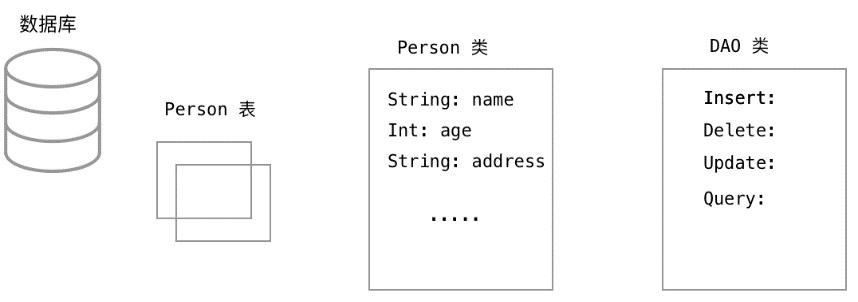 数据库
Person 表
Person 类
String: name
Int: age
String: address
.....
DAO 类
Insert:
Delete:
Update:
Query: